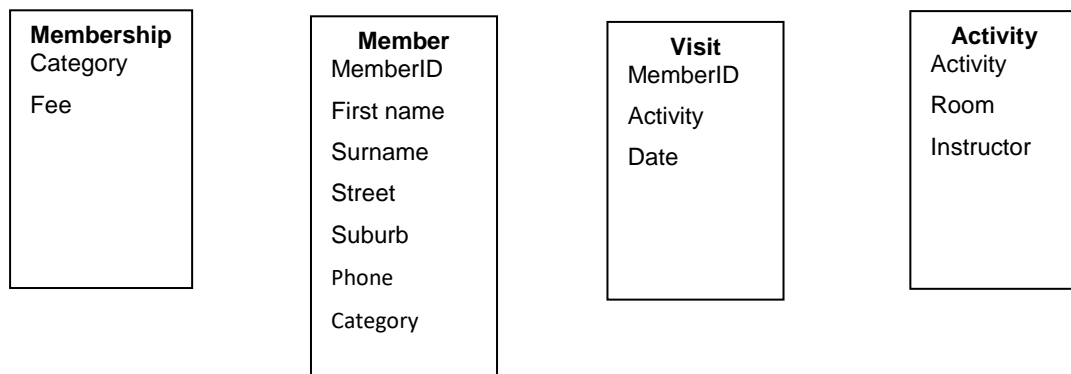 Membership
Category
Fee
Member
MemberID
First name
Surname
Street
Suburb
Phone
Category
Visit
MemberID
Activity
Date
Activity
Activity
Room
Instructor